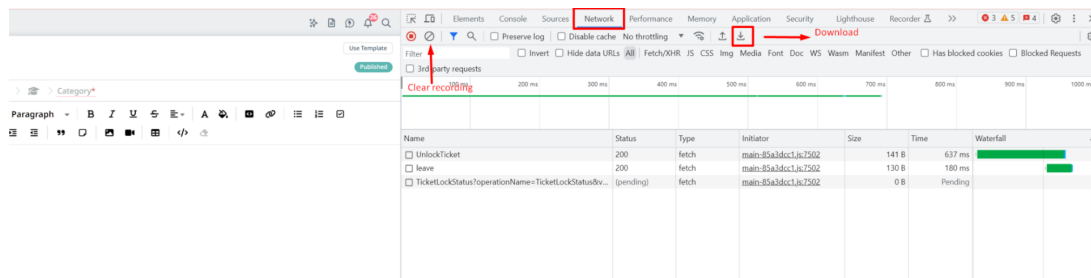 25
Elements Console Sources Network Performance Memory Application Security Lighthouse Recorder >> 3 5 4
Preserve log Disable cache No throttling Download
Use Template
Filter Invert Hide data URLs All Fetch/XHR JS CSS Img Media Font Doc WS Wasm Manifest Other Has blocked cookies Blocked Requests
Published
3rd-party requests
Clear recording
100 ms 200 ms 300 ms 400 ms 500 ms 600 ms 700 ms 800 ms 900 ms 1000 m
Category*
Paragraph B I U S A
Name Status Type Initiator Size Time Waterfall
UnlockTicket 200 fetch main-85a3dcc1.js:7502 141 B 637 ms
leave 200 fetch main-85a3dcc1.js:7502 130 B 180 ms
TicketLockStatus?operationName=TicketLockStatus&v... (pending) fetch main-85a3dcc1.js:7502 0 B Pending